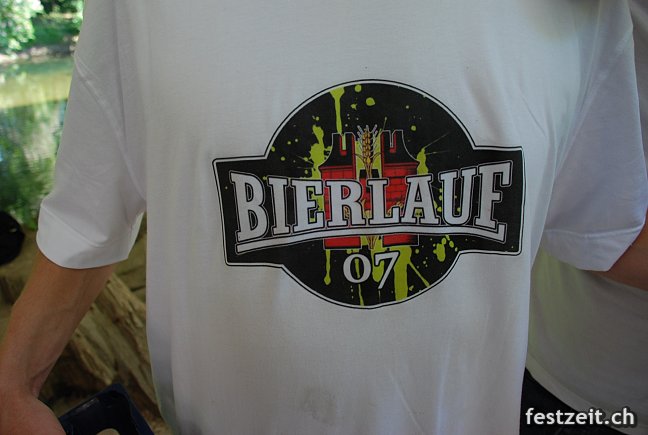 BIERLAUF
07
festzeit.ch